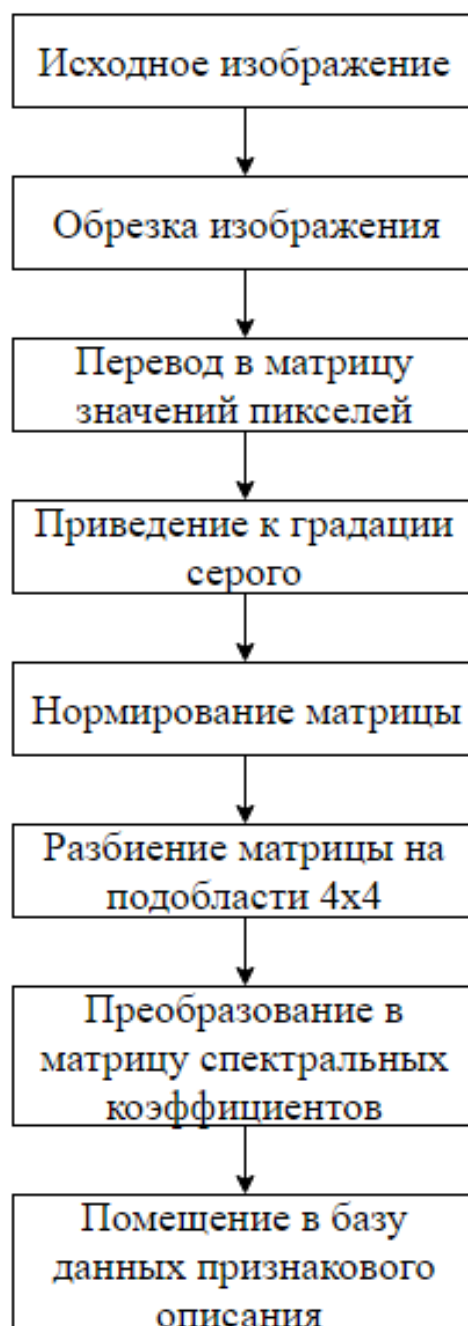 Исходное изображение
Обрезка изображения
Перевод в матрицу
значений пикселей
Приведение к градации
серого
Нормирование матрицы
Разбиение матрицы на
подобласти 4x4
Преобразование в
матрицу спектральных
коэффициентов
Помещение в базу
данных признакового
описания